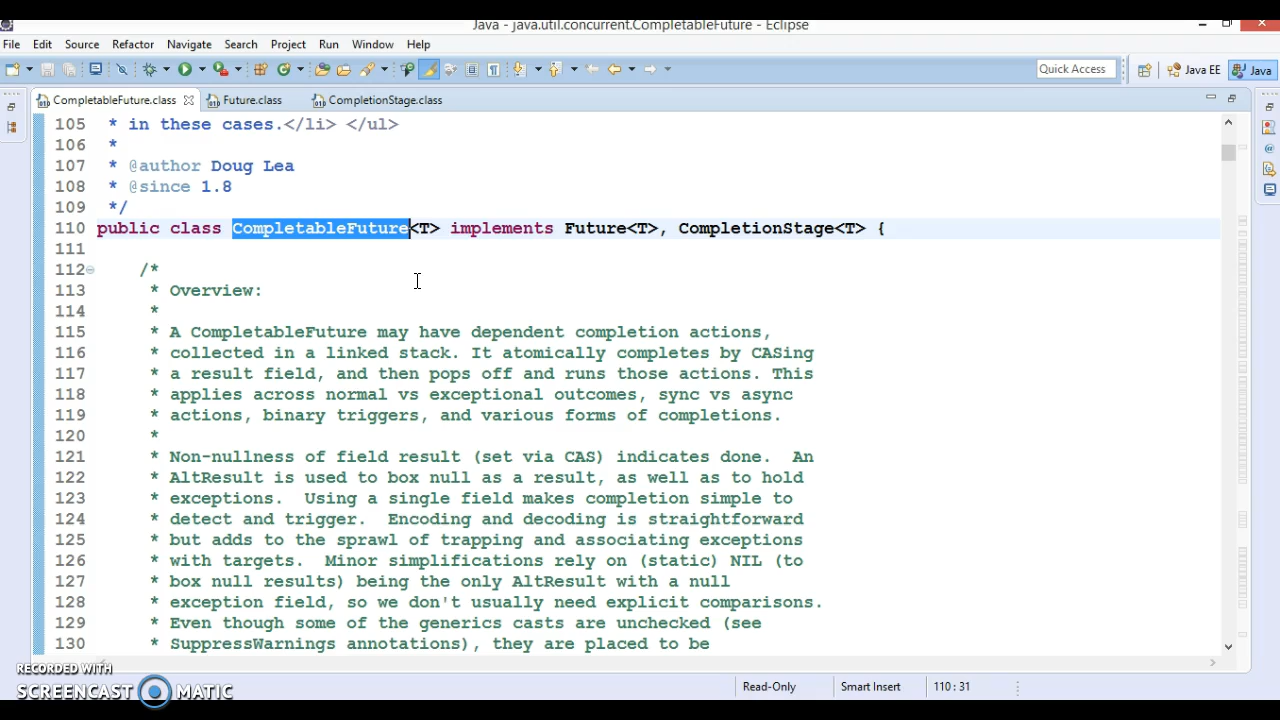 Java - java.util.concurrent.CompletableFuture - Eclipse
File Edit Source Refactor Navigate Search Project Run Window Help
Quick Access Java EE Java
CompletableFuture.class Future.class CompletionStage.class
105 * in these cases.</li> </ul>
106 *
107 * @author Doug Lea
108 * @since 1.8
109 */
110 public class CompletableFuture<T> implements Future<T>, CompletionStage<T> {
111
112 /*
113 * Overview:
114 *
115 * A CompletableFuture may have dependent completion actions,
116 * collected in a linked stack. It atomically completes by CASing
117 * a result field, and then pops off and runs those actions. This
118 * applies across normal vs exceptional outcomes, sync vs async
119 * actions, binary triggers, and various forms of completions.
120 *
121 * Non-nullness of field result (set via CAS) indicates done.  An
122 * AltResult is used to box null as a result, as well as to hold
123 * exceptions.  Using a single field makes completion simple to
124 * detect and trigger.  Encoding and decoding is straightforward
125 * but adds to the sprawl of trapping and associating exceptions
126 * with targets.  Minor simplifications rely on (static) NIL (to
127 * box null results) being the only AltResult with a null
128 * exception field, so we don't usually need explicit comparisons.
129 * Even though some of the generics casts are unchecked (see
130 * SuppressWarnings annotations), they are placed to be
RECORDED WITH
SCREENCAST MATIC
Read-Only Smart Insert 110 : 31